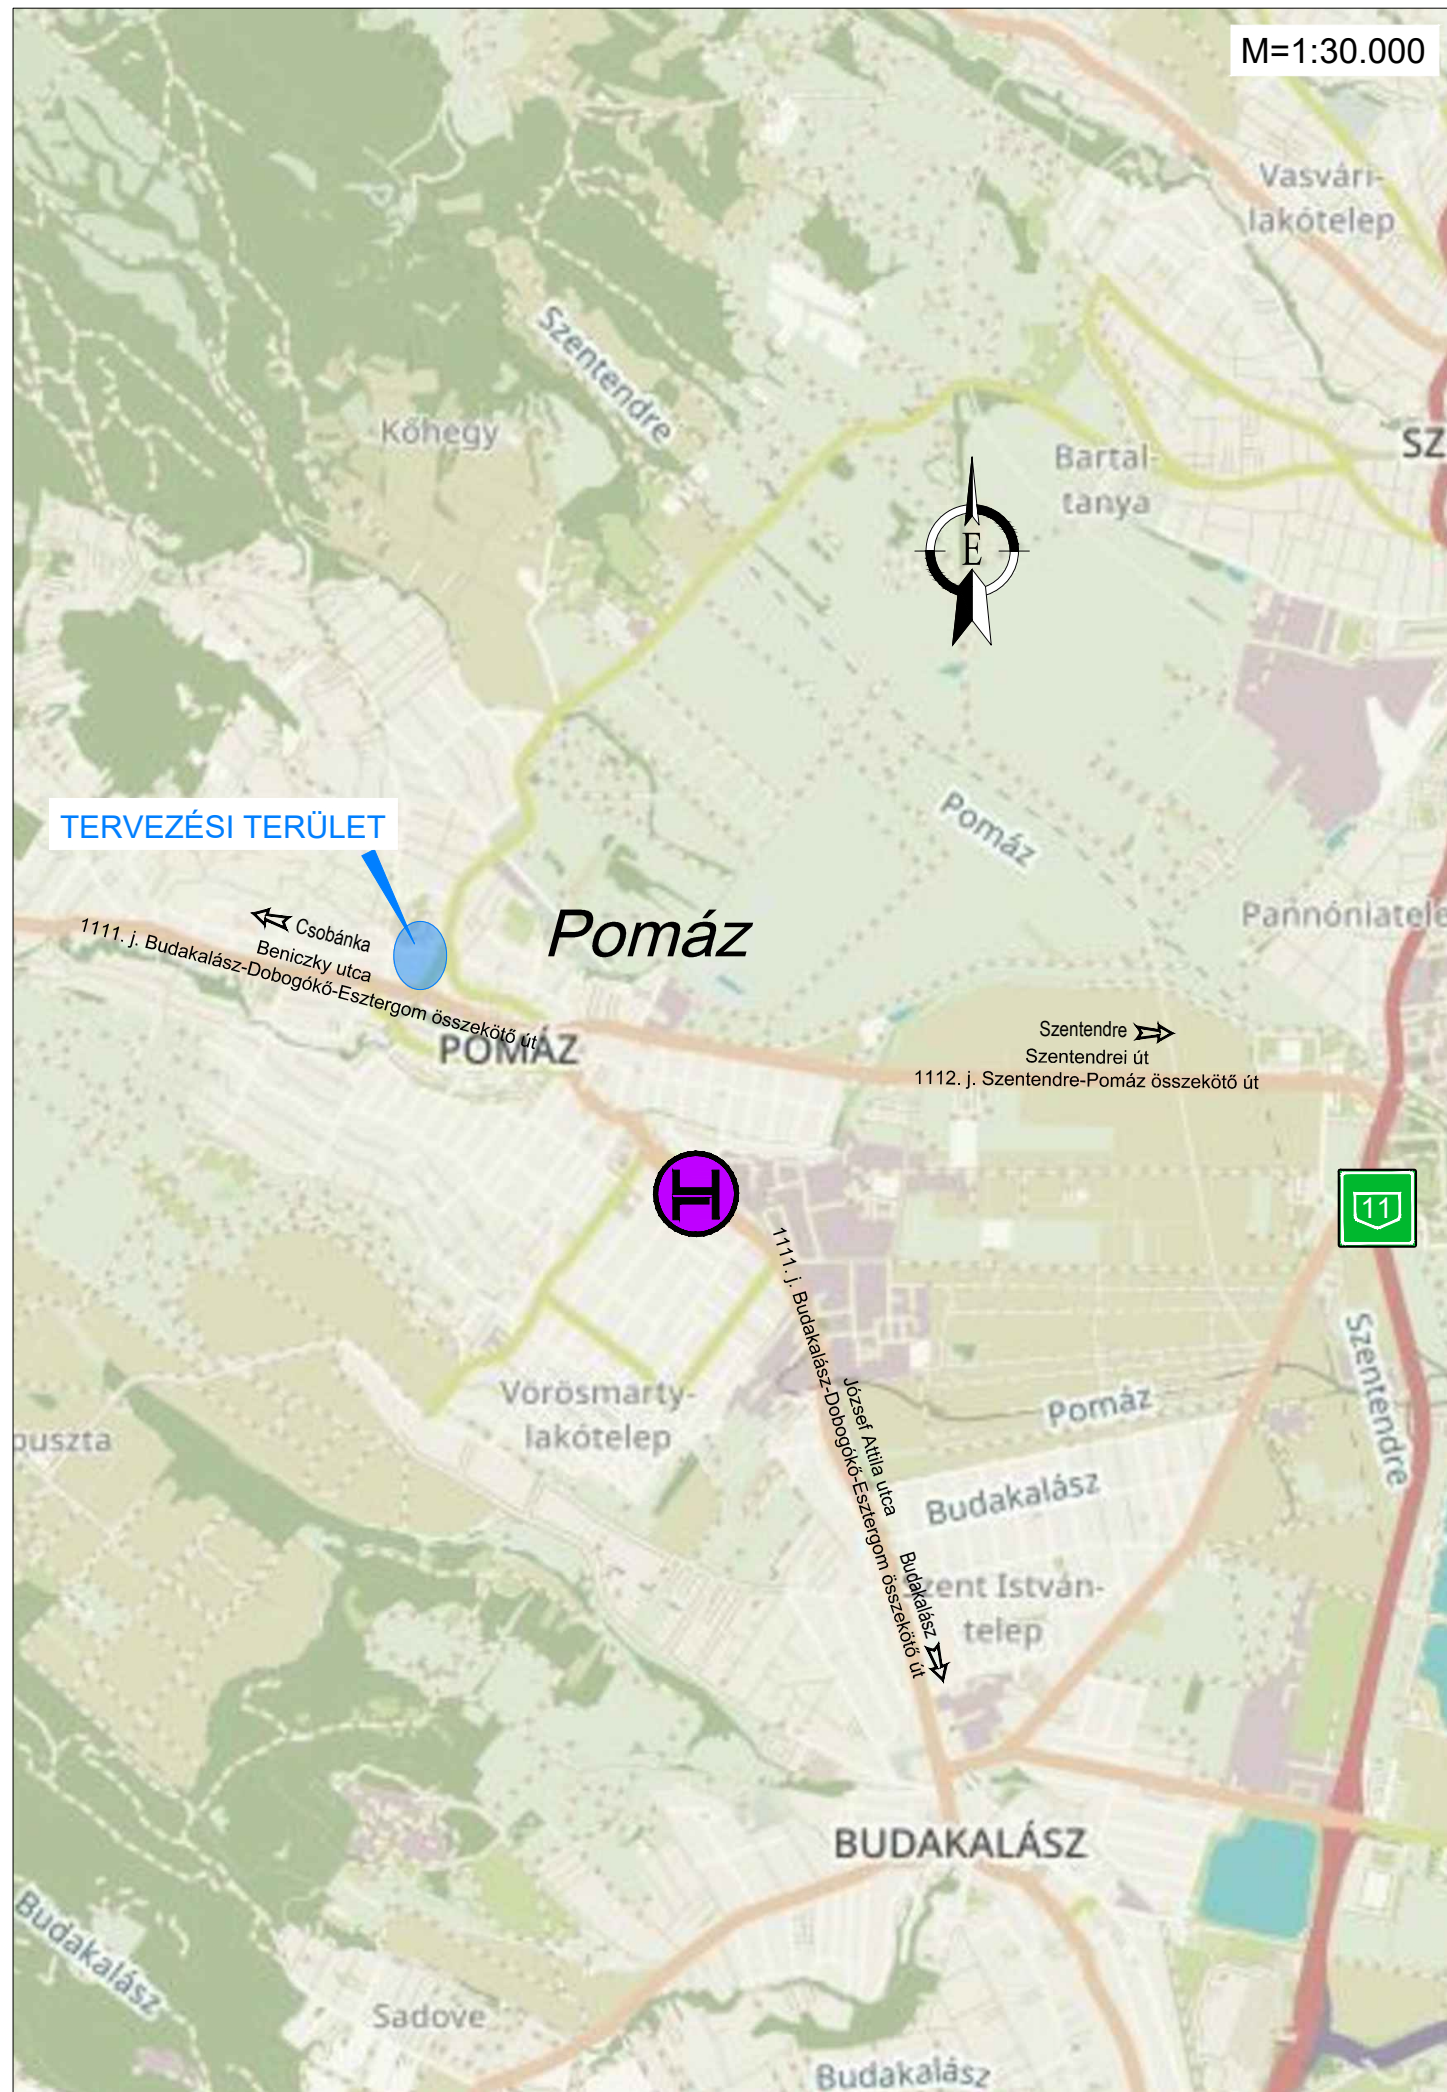 M=1:30.000
Vasvári-
lakótelep
Szentendre
Kőhegy
SZ
Bartal-
tanya
E
TERVEZÉSI TERÜLET
Pomáz
Pannóniatele
Csobánka
Beniczky utca
1111. j. Budakalász-Dobogókő-Esztergom összekötő út
Pomáz
POMÁZ
Szentendre
Szentendrei út
1112. j. Szentendre-Pomáz összekötő út
H
11
1111. j. Budakalász-Dobogókő-Esztergom összekötő út
József Attila utca
Budakalász
Szentendre
Vörösmarty-
lakótelep
puszta
Pomáz
Budakalász
Szent István-
telep
BUDAKALÁSZ
Budakalász
Sadove
Budakalász